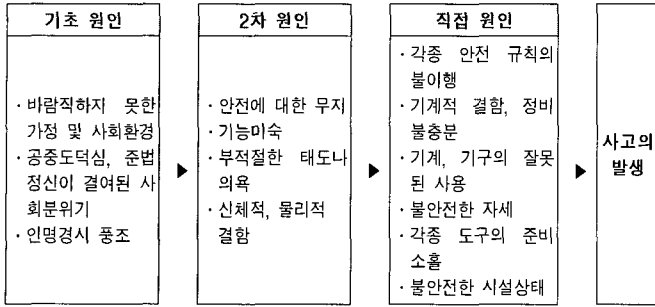 기초 원인
· 바람직하지 못한
가정 및 사회환경
· 공중도덕심, 준법
정신이 결여된 사
회분위기
· 인명경시 풍조
▶
2차 원인
· 안전에 대한 무지
· 기능미숙
· 부적절한 태도나
의욕
· 신체적, 물리적
결함
▶
직접 원인
· 각종 안전 규칙의
불이행
· 기계적 결함, 정비
불충분
· 기계, 기구의 잘못
된 사용
· 불안전한 자세
· 각종 도구의 준비
소홀
· 불안전한 시설상태
▶
사고의
발생